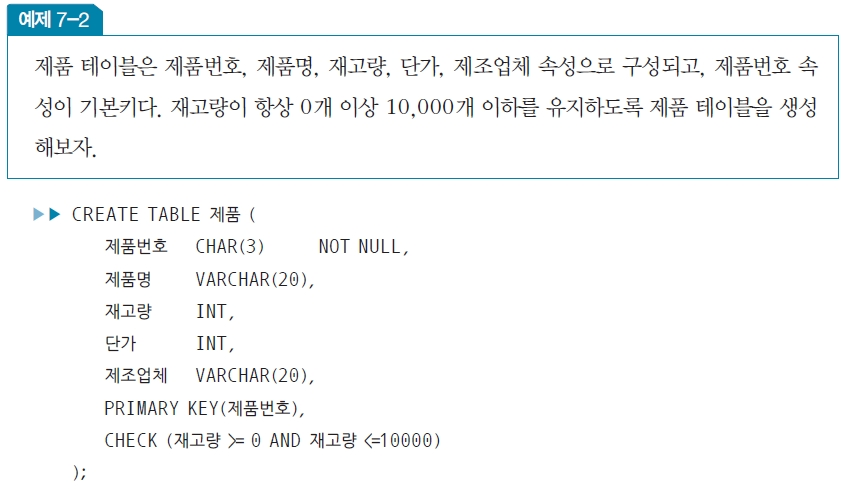 예제 7-2
제품 테이블은 제품번호, 제품명, 재고량, 단가, 제조업체 속성으로 구성되고, 제품번호 속
성이 기본키다. 재고량이 항상 0개 이상 10,000개 이하를 유지하도록 제품 테이블을 생성
해보자.
▶▶ CREATE TABLE 제품 (
제품번호 CHAR(3) NOT NULL,
제품명 VARCHAR(20),
재고량 INT,
단가 INT,
제조업체 VARCHAR(20),
PRIMARY KEY(제품번호),
CHECK (재고량 >= 0 AND 재고량 <=10000)
);